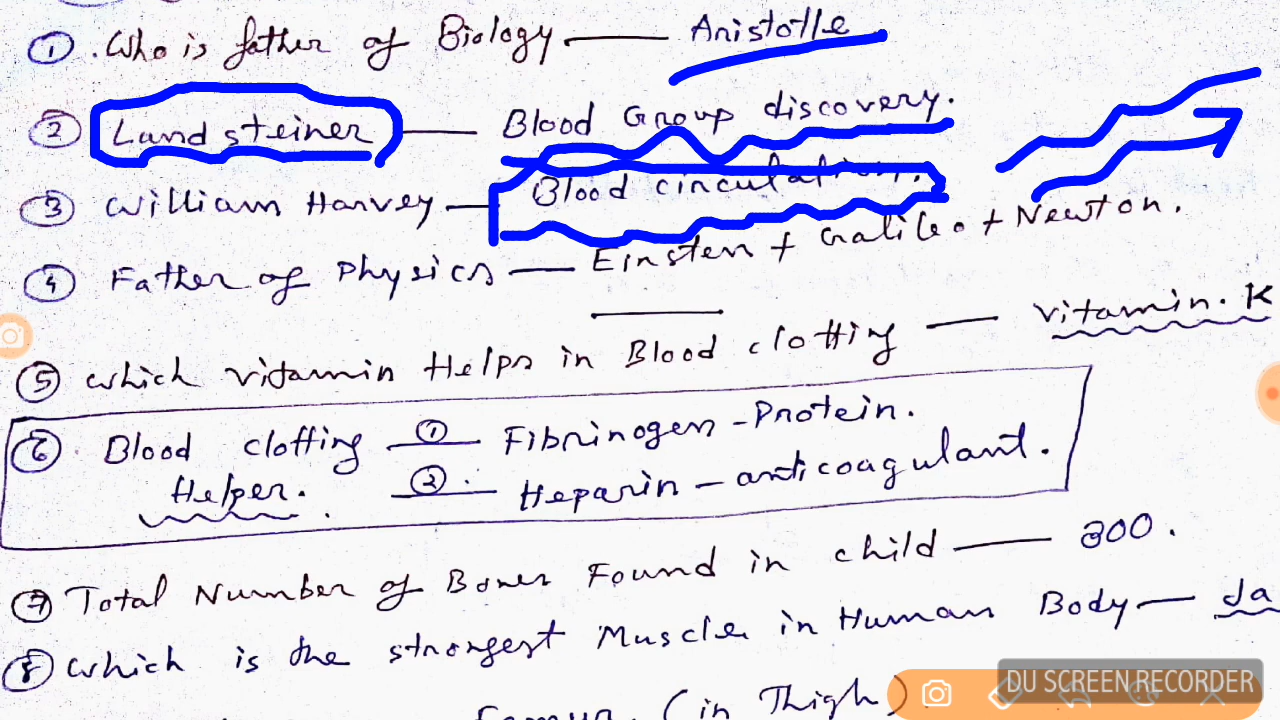 ① . Who is father of Biology — Aristotle
② Landsteiner — Blood Group discovery.
③ William Harvey — Blood circulation.
④ Father of Physics — Einsten + Galileo + Newton.
⑤ which vitamin Helps in Blood clotting — vitamin. K
⑥ Blood clotting ① Fibrinogen - Protein.
Helper. ② . Heparin - anticoagulant.
⑦ Total Number of Bones Found in child — 300.
⑧ which is the strongest Muscle in Human Body — Ja
(in Thigh)
DU SCREEN RECORDER